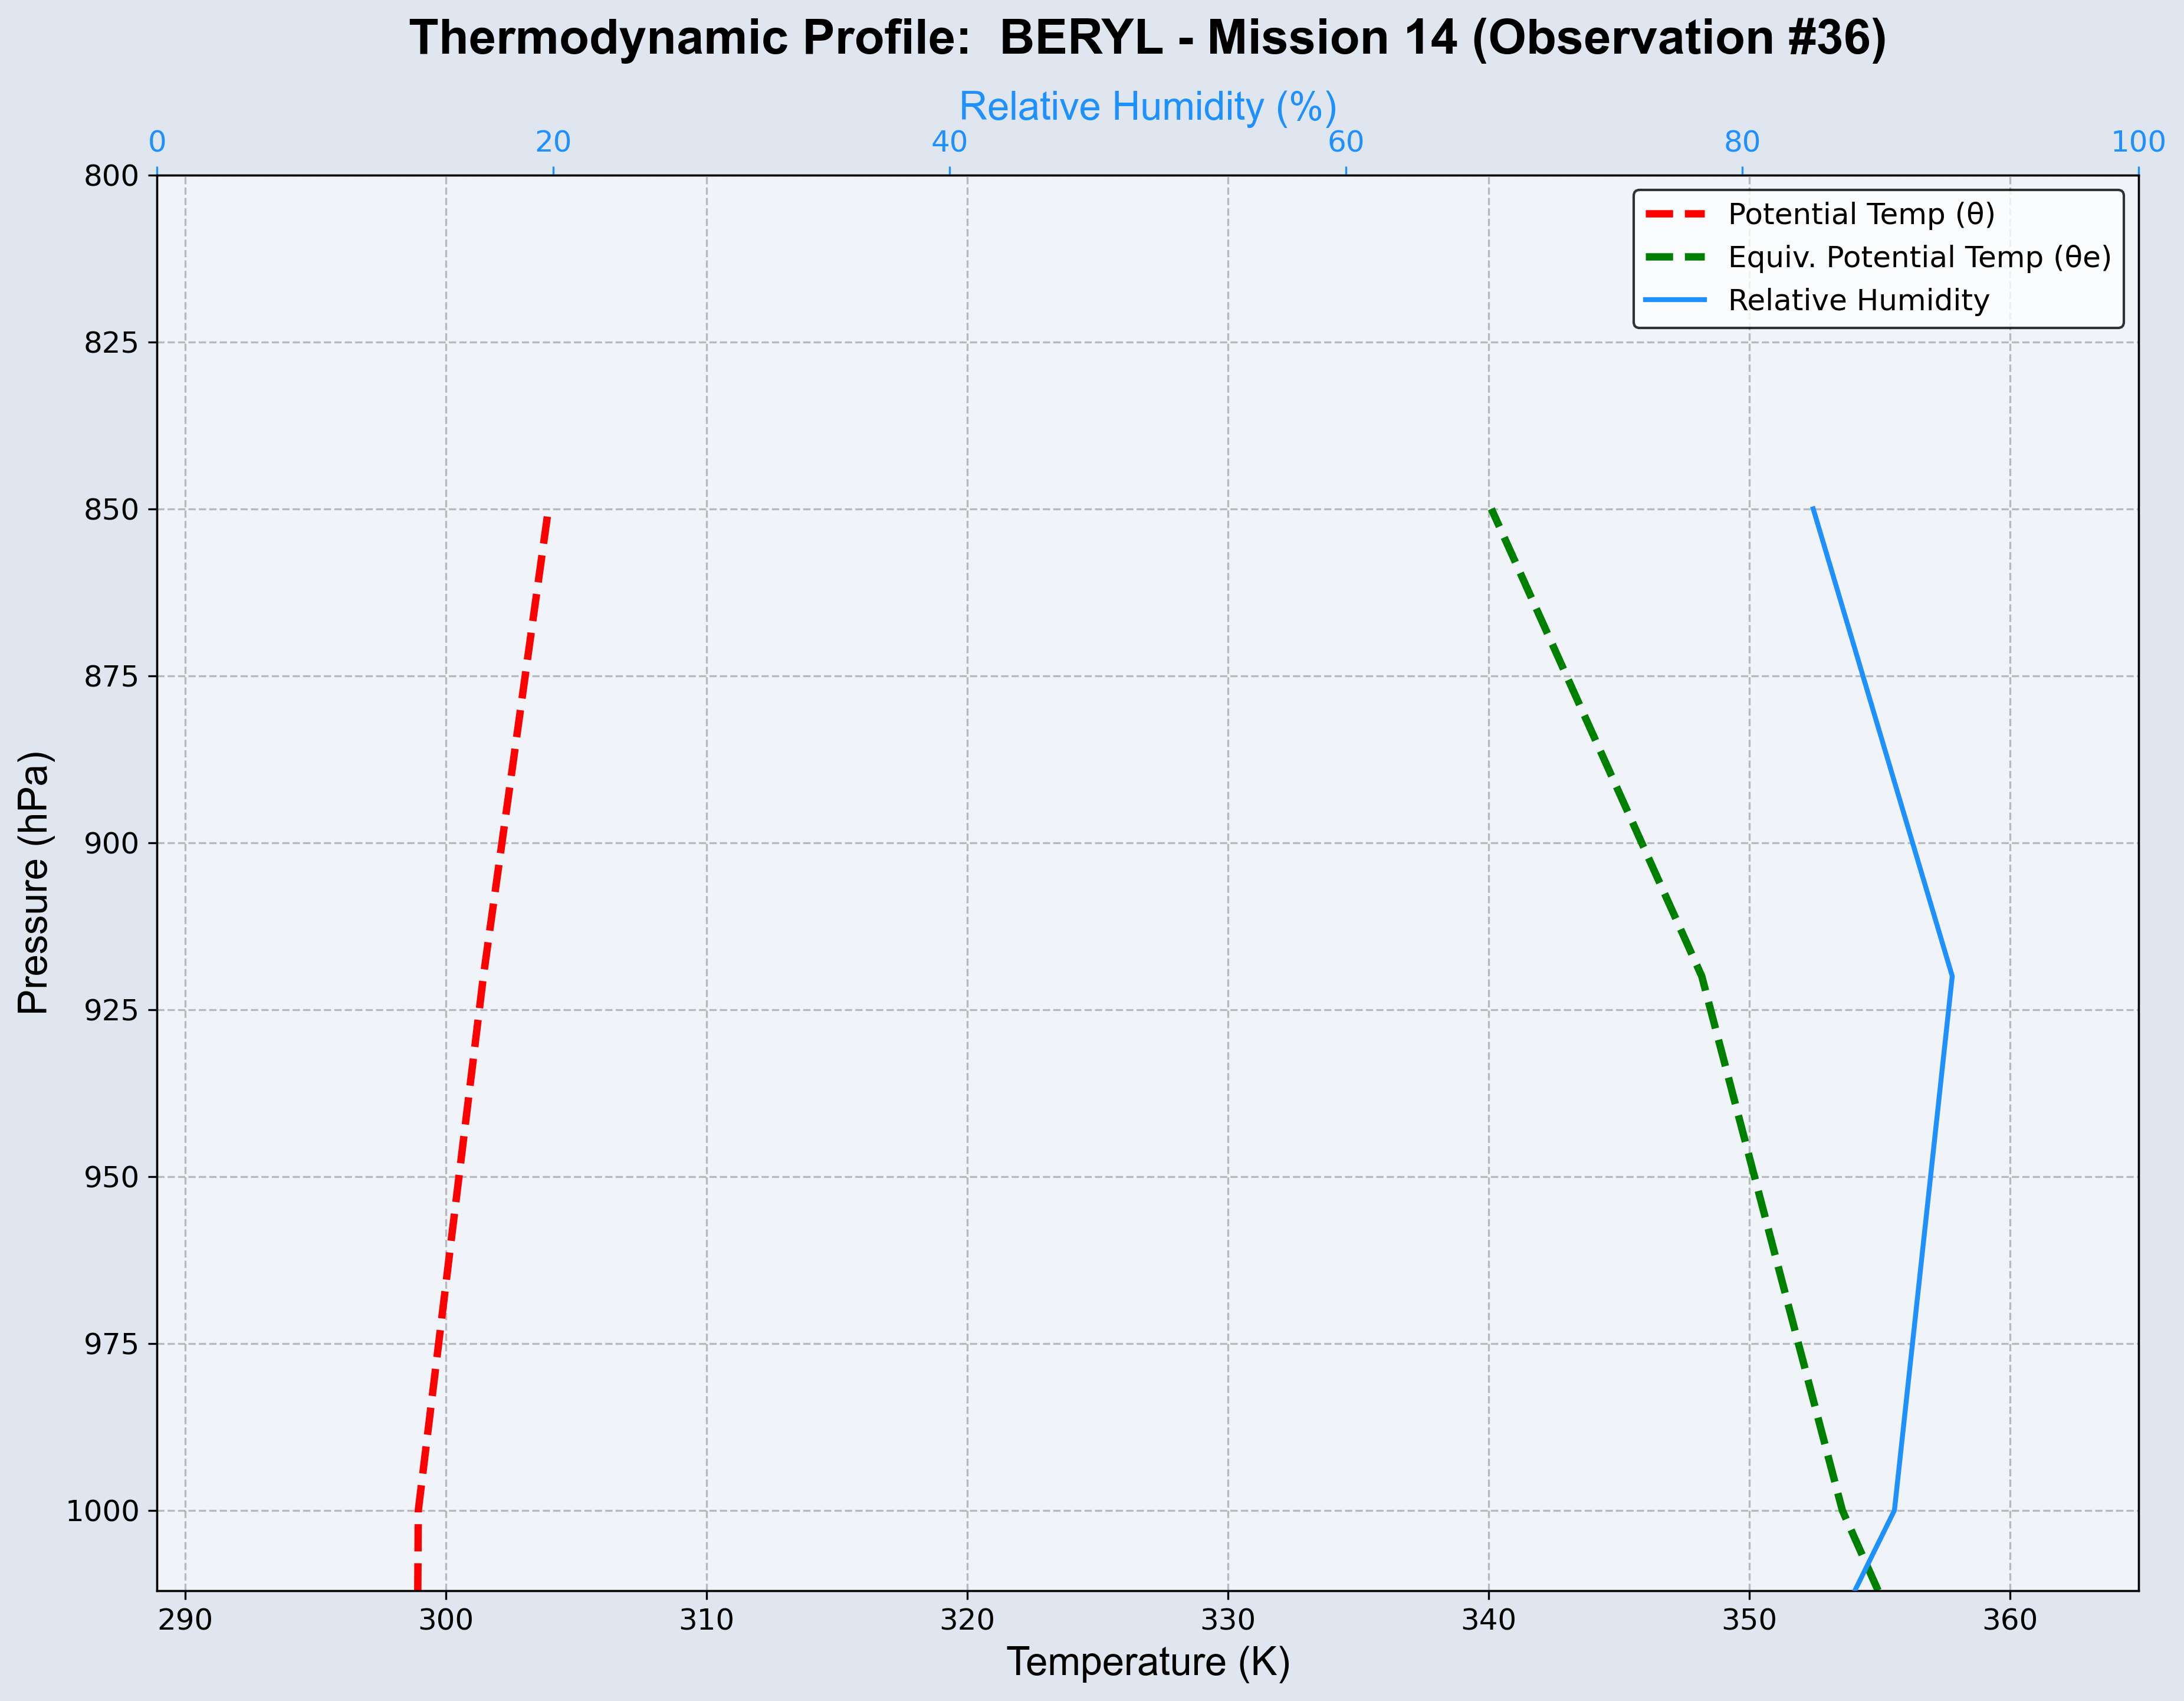 Thermodynamic Profile:  BERYL - Mission 14 (Observation #36)
Relative Humidity (%)
0 20 40 60 80 100
Potential Temp (θ)
Equiv. Potential Temp (θe)
Relative Humidity
Pressure (hPa)
800
825
850
875
900
925
950
975
1000
290 300 310 320 330 340 350 360
Temperature (K)